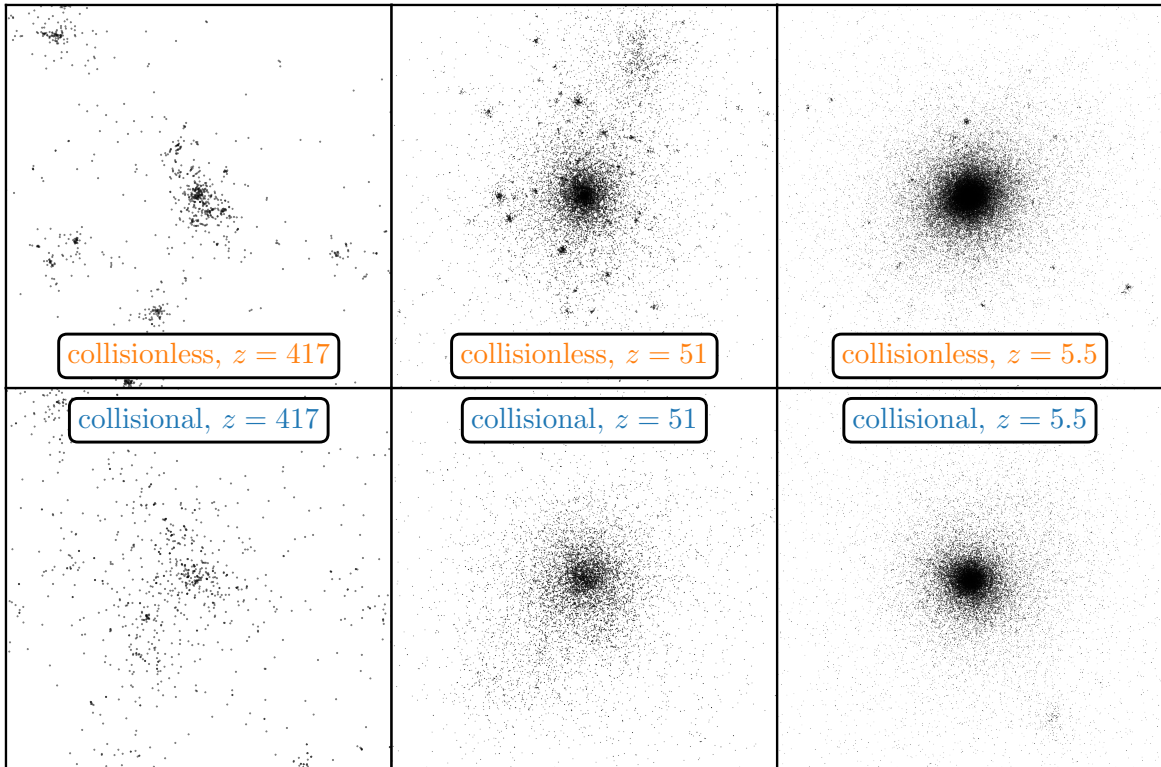 collisionless, z = 417
collisionless, z = 51
collisionless, z = 5.5
collisional, z = 417
collisional, z = 51
collisional, z = 5.5